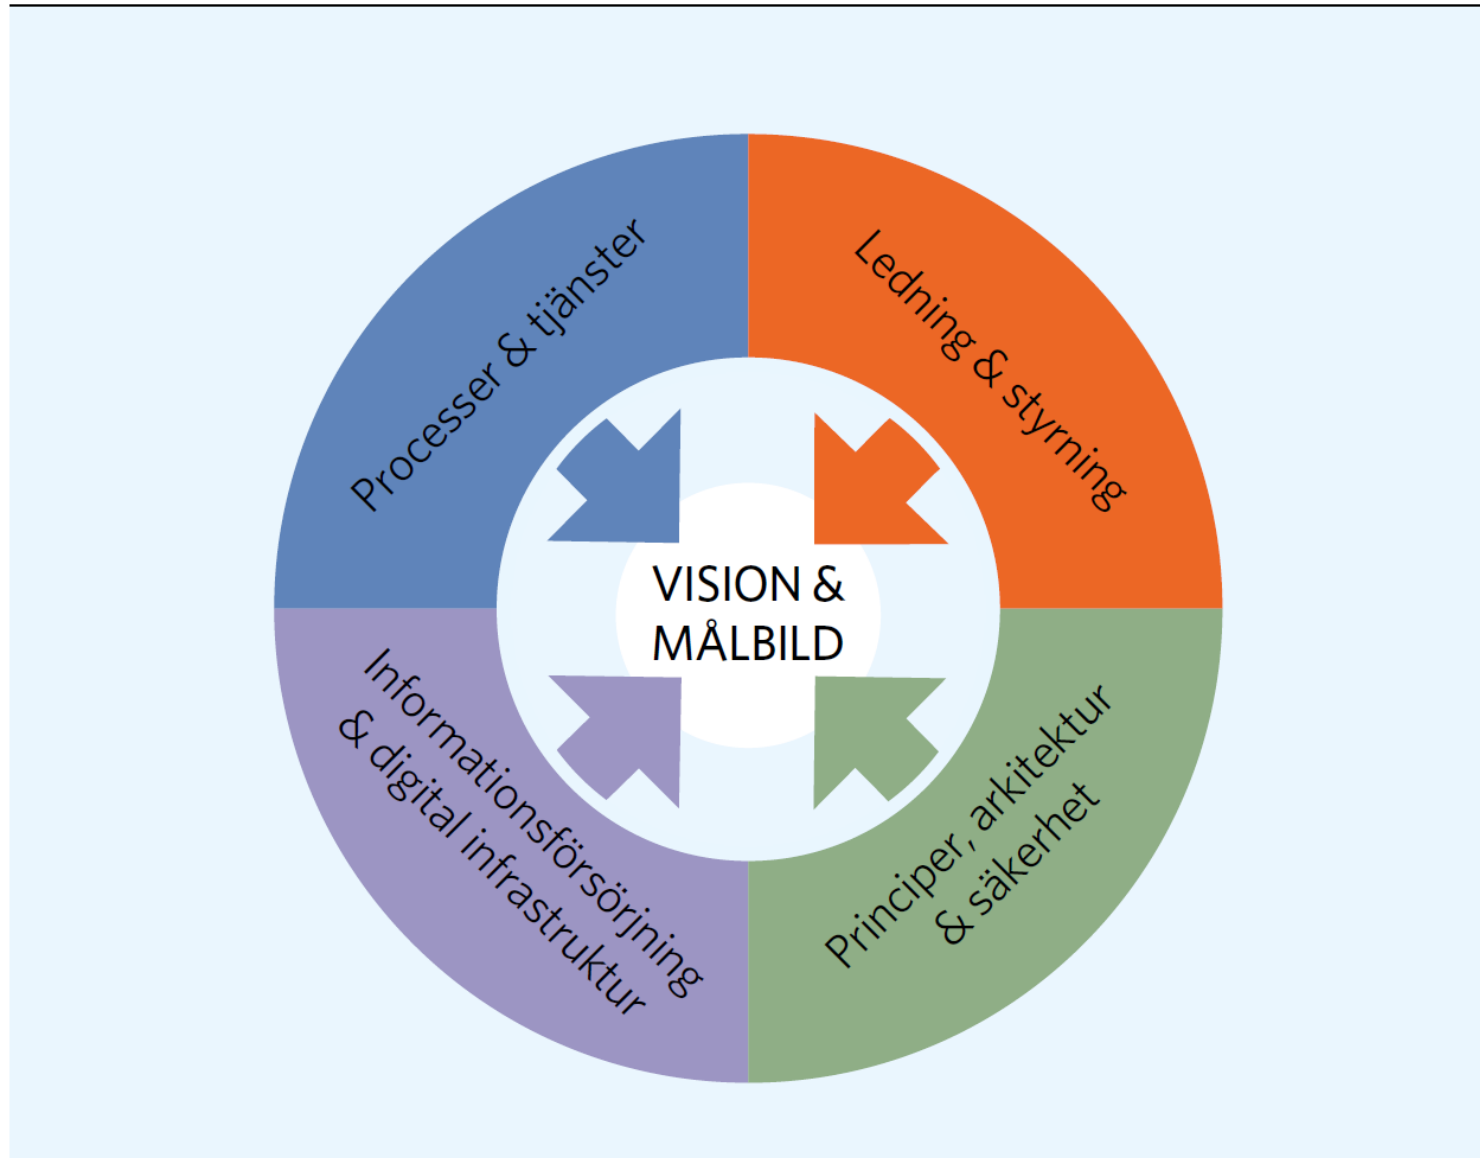 Processer & tjänster
Ledning & styrning
VISION &
MÅLBILD
Informationsförsörjning
& digital infrastruktur
Principer, arkitektur
& säkerhet